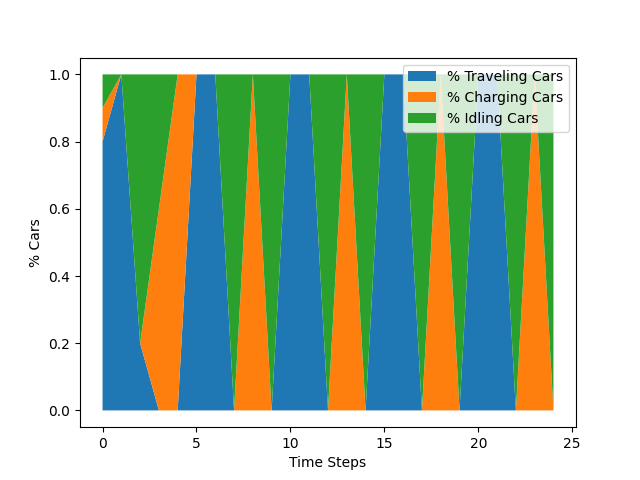 % Traveling Cars
% Charging Cars
% Idling Cars
1.0
0.8
0.6
0.4
0.2
0.0
% Cars
0 5 10 15 20 25
Time Steps